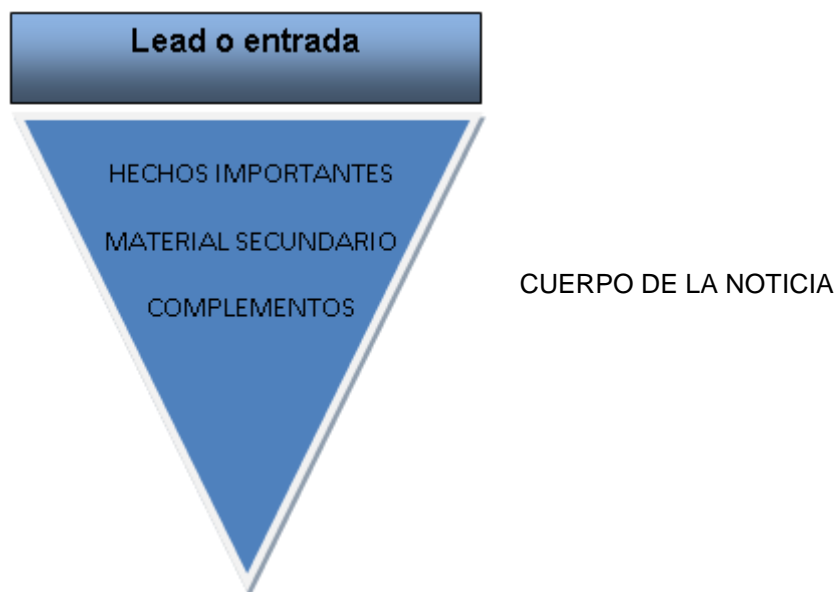 Lead o entrada
HECHOS IMPORTANTES
MATERIAL SECUNDARIO
COMPLEMENTOS
CUERPO DE LA NOTICIA